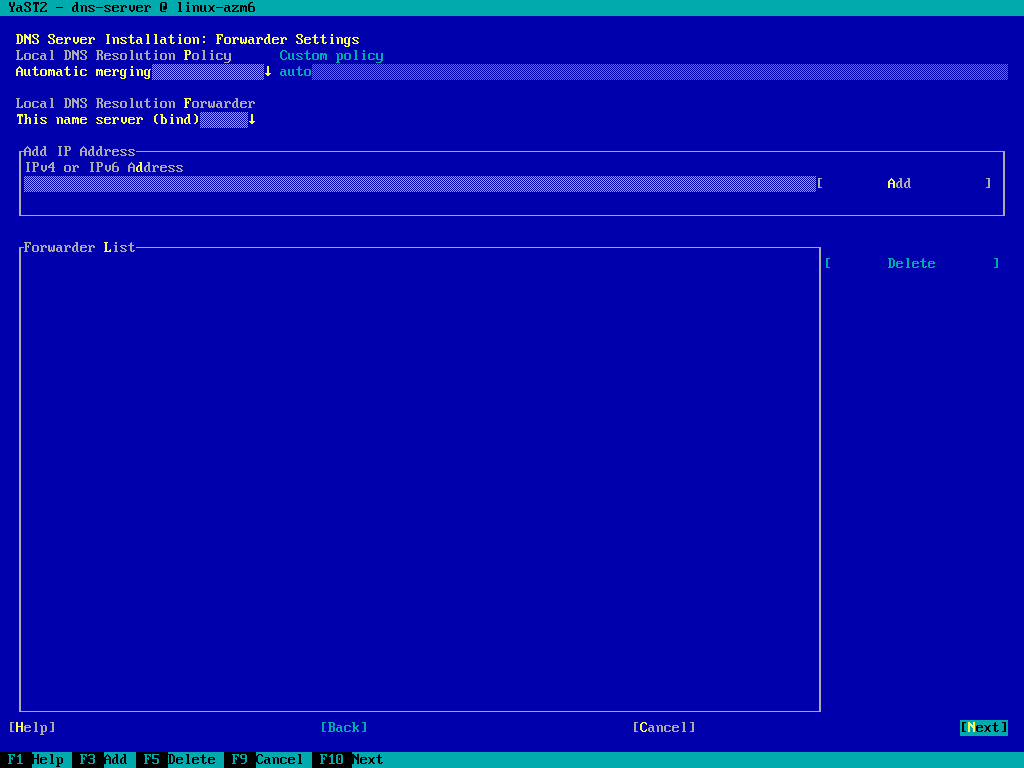 YaST2 - dns-server @ linux-azm6
DNS Server Installation: Forwarder Settings
Local DNS Resolution Policy Custom policy
Automatic merging↓ auto
Local DNS Resolution Forwarder
This name server (bind)↓
Add IP Address
IPv4 or IPv6 Address
[ Add ]
Forwarder List
[ Delete ]
[Help] [Back] [Cancel] [Next]
F1 Help F3 Add F5 Delete F9 Cancel F10 Next